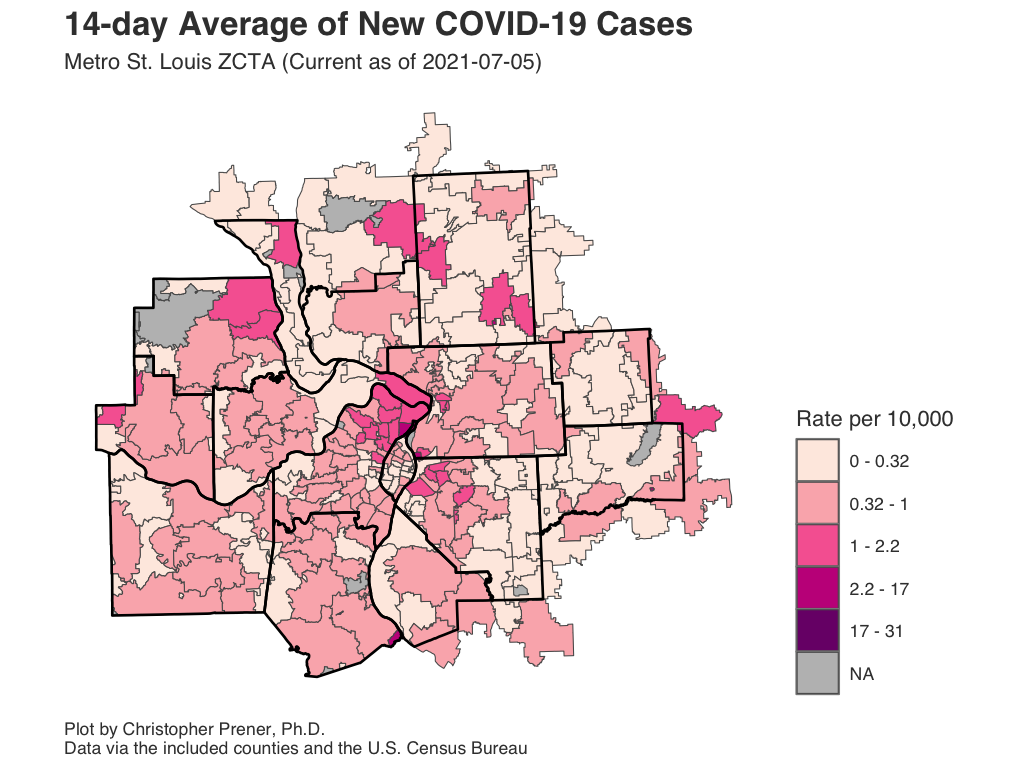 14-day Average of New COVID-19 Cases
Metro St. Louis ZCTA (Current as of 2021-07-05)
Rate per 10,000
0 - 0.32
0.32 - 1
1 - 2.2
2.2 - 17
17 - 31
NA
Plot by Christopher Prener, Ph.D.
Data via the included counties and the U.S. Census Bureau